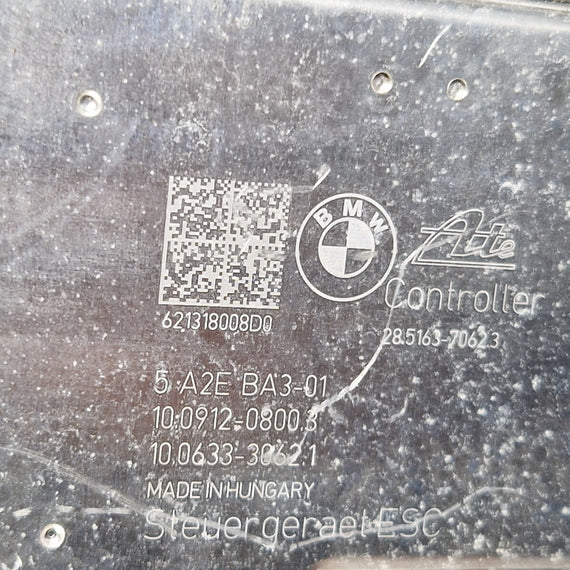 BMW
Ate
Controller
28.5163-7062.3
621318008D0
5 A2E BA3-01
10.0912-0800.3
10.0633-3062.1
MADE IN HUNGARY
Steuergeraet ESC